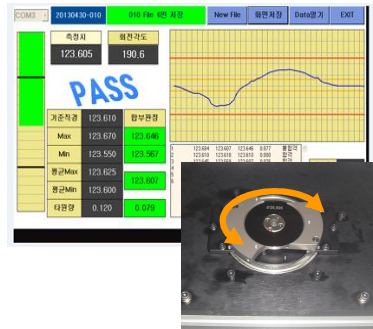 COM3 20130430-010 010 File 6번 저장 New File 화면저장 Data열기 EXIT
측정치 회전각도
123.605 190.6
PASS
기준직경 123.610 합부판정
Max 123.670 123.646
Min 123.550 123.567
평균Max 123.625 123.607
평균Min 123.600
타원량 0.120 0.079